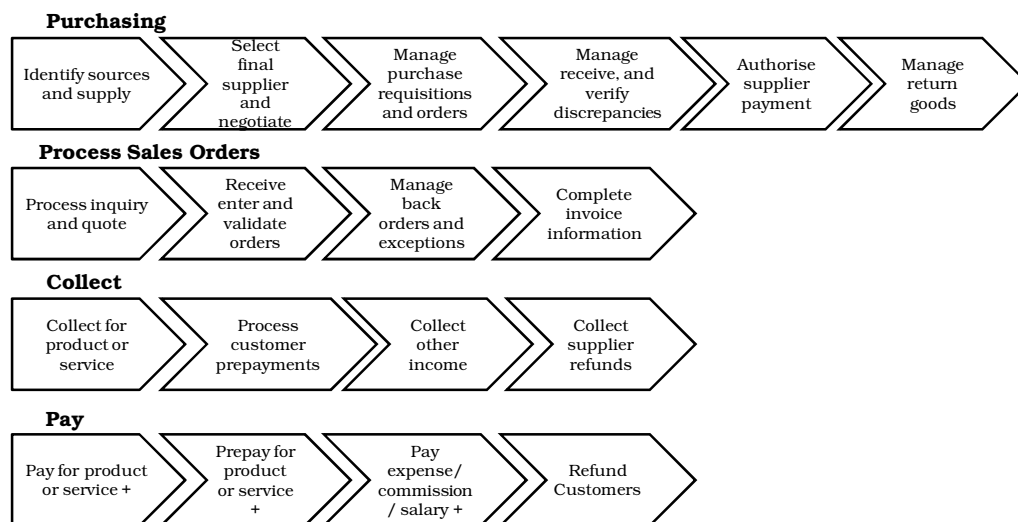 Purchasing
Identify sources
and supply
Select
final
supplier
and
negotiate
Manage
purchase
requisitions
and orders
Manage
receive, and
verify
discrepancies
Authorise
supplier
payment
Manage
return
goods
Process Sales Orders
Process inquiry
and quote
Receive
enter and
validate
orders
Manage
back
orders and
exceptions
Complete
invoice
information
Collect
Collect for
product or
service
Process
customer
prepayments
Collect
other
income
Collect
supplier
refunds
Pay
Pay for product
or service +
Prepay for
product
or service
+
Pay
expense/
commission
/ salary +
Refund
Customers